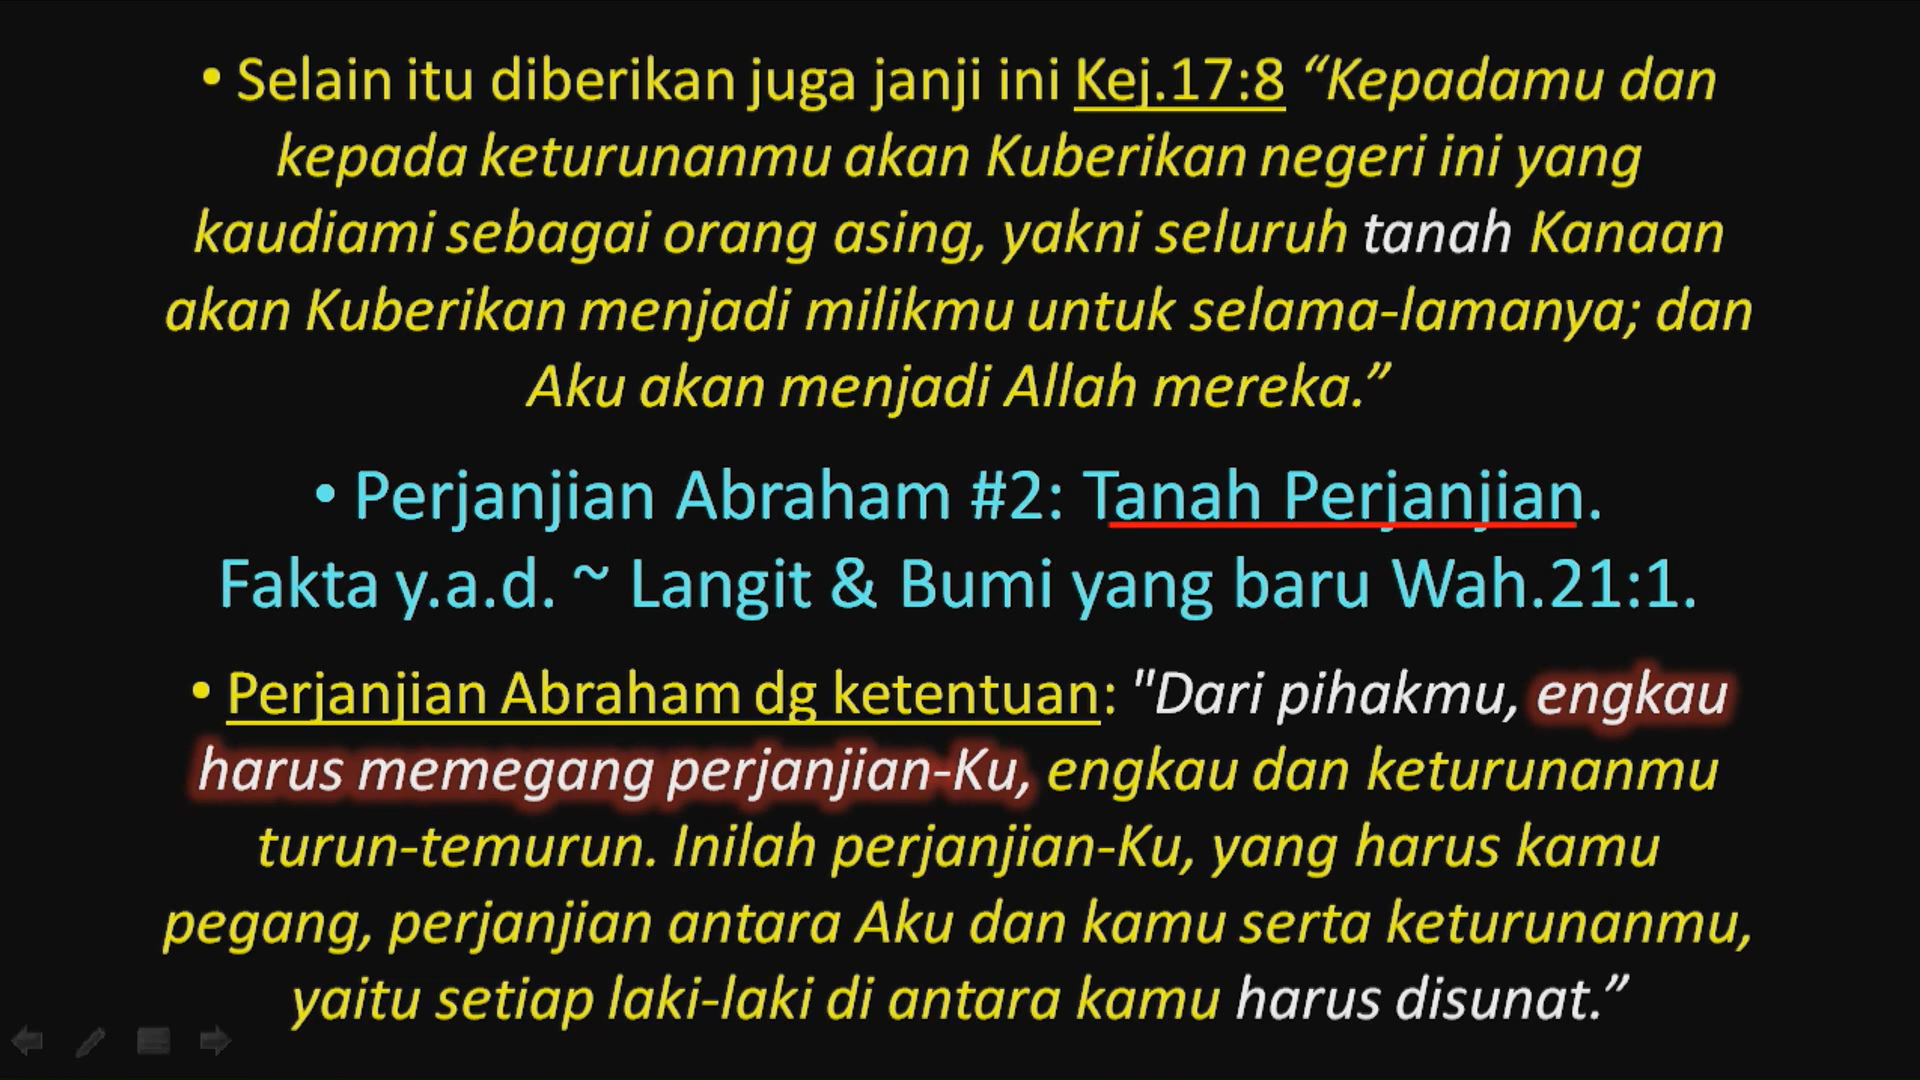 • Selain itu diberikan juga janji ini Kej.17:8 “Kepadamu dan
kepada keturunanmu akan Kuberikan negeri ini yang
kaudiami sebagai orang asing, yakni seluruh tanah Kanaan
akan Kuberikan menjadi milikmu untuk selama-lamanya; dan
Aku akan menjadi Allah mereka.”
• Perjanjian Abraham #2: Tanah Perjanjian.
Fakta y.a.d. ~ Langit & Bumi yang baru Wah.21:1.
• Perjanjian Abraham dg ketentuan: "Dari pihakmu, engkau
harus memegang perjanjian-Ku, engkau dan keturunanmu
turun-temurun. Inilah perjanjian-Ku, yang harus kamu
pegang, perjanjian antara Aku dan kamu serta keturunanmu,
yaitu setiap laki-laki di antara kamu harus disunat.”